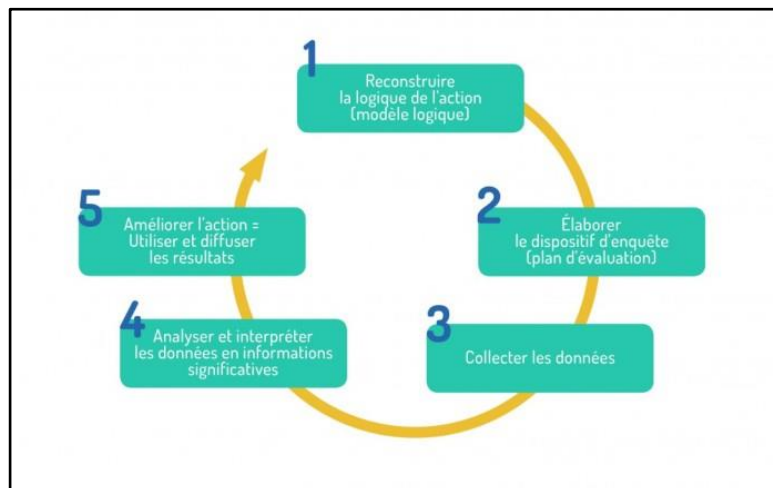 1
Reconstruire
la logique de l'action
(modèle logique)
2
Élaborer
le dispositif d'enquête
(plan d'évaluation)
3
Collecter les données
4
Analyser et interpréter
les données en informations
significatives
5
Améliorer l'action =
Utiliser et diffuser
les résultats